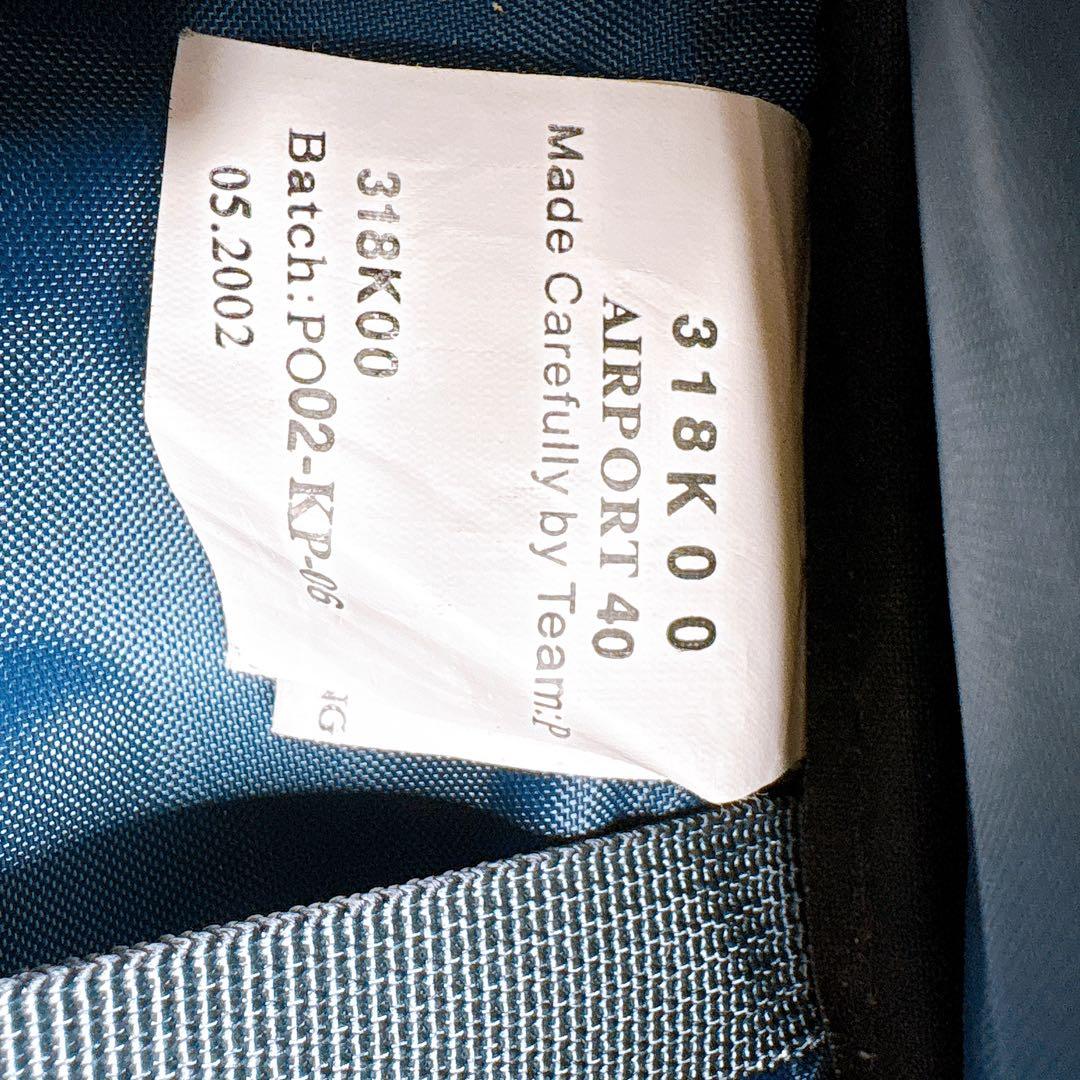 318K00
AIRPORT 40
Made Carefully by Team:P
318K00
Batch:PO02-KP-06
05.2002